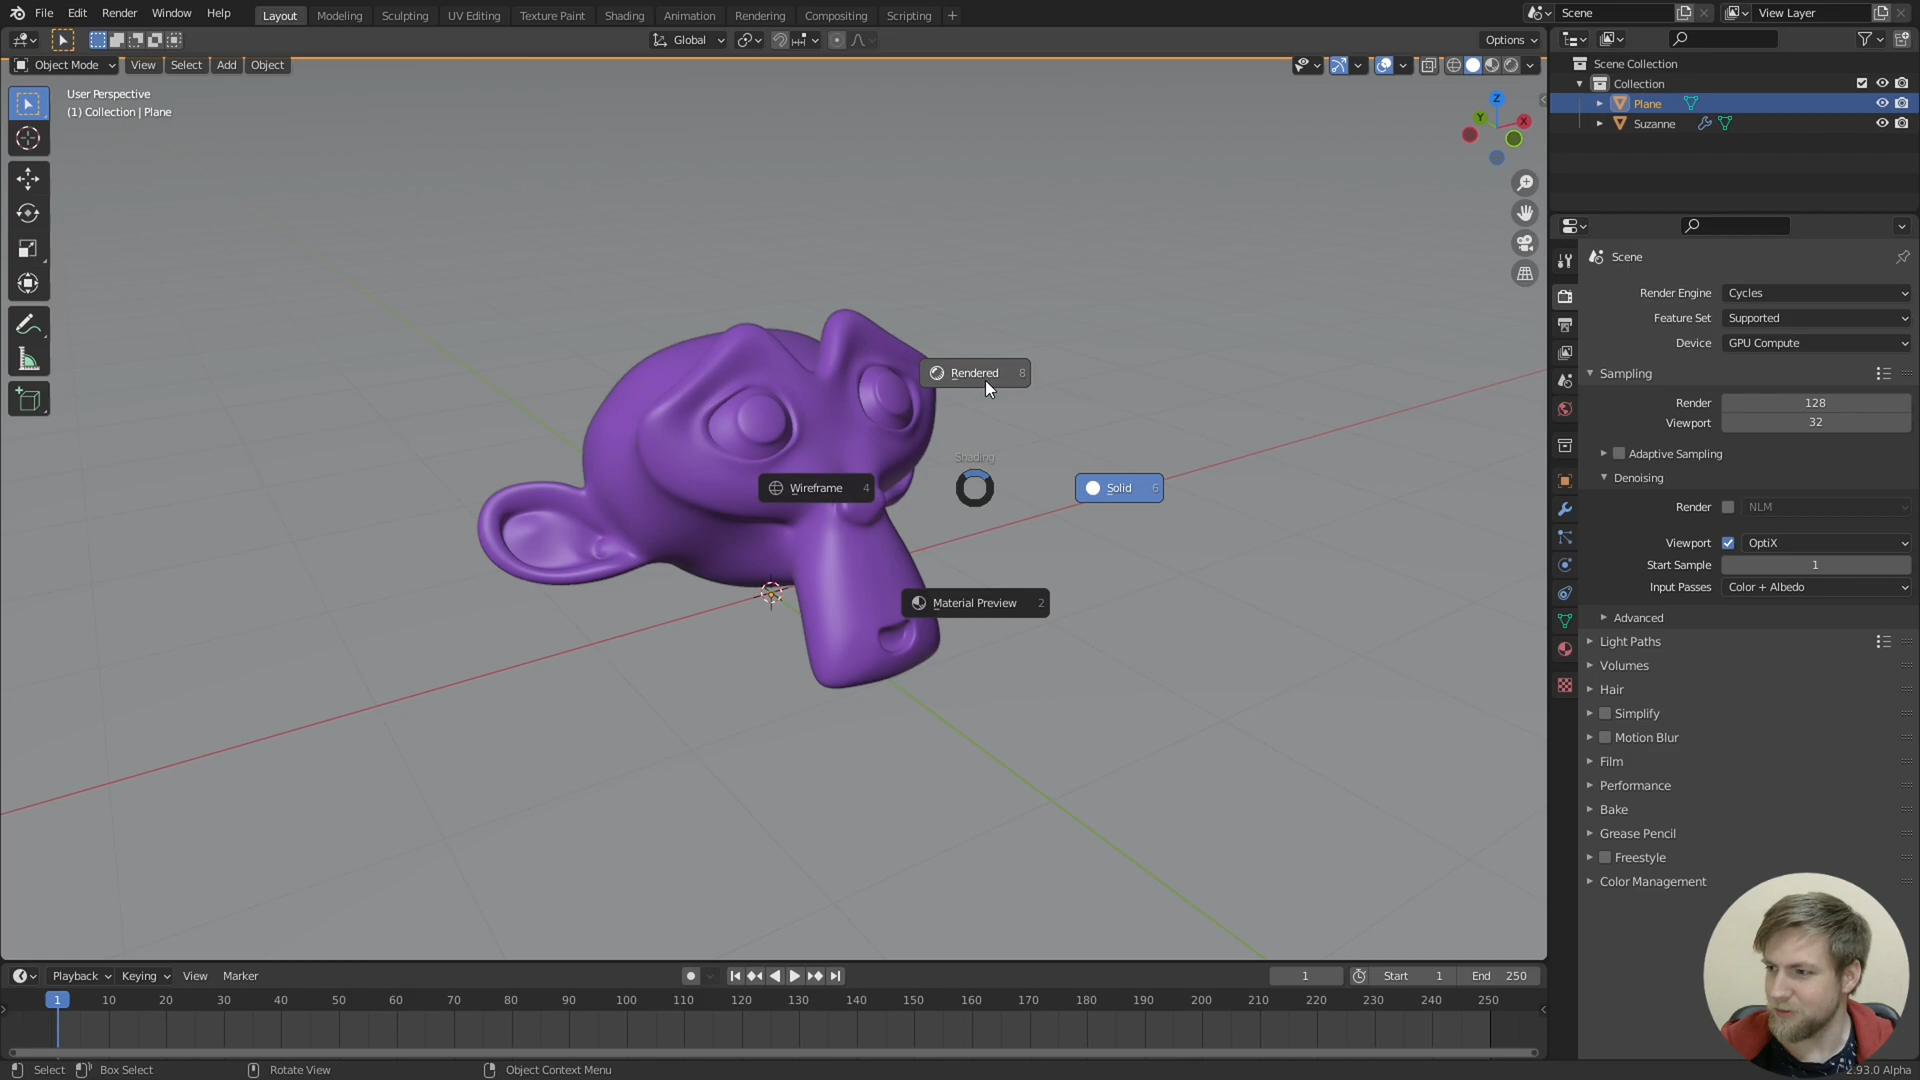 File Edit Render Window Help Layout Modeling Sculpting UV Editing Texture Paint Shading Animation Rendering Compositing Scripting + Scene View Layer
Global Options
Object Mode View Select Add Object
User Perspective
(1) Collection | Plane
Z
Y
X
Scene Collection
Collection
Plane
Suzanne
Scene
Render Engine Cycles
Feature Set Supported
Device GPU Compute
Sampling
Render 128
Viewport 32
Adaptive Sampling
Denoising
Render NLM
Viewport OptiX
Start Sample 1
Input Passes Color + Albedo
Advanced
Light Paths
Volumes
Hair
Simplify
Motion Blur
Film
Performance
Bake
Grease Pencil
Freestyle
Color Management
Rendered 8
Shading
Wireframe 4
Solid 6
Material Preview 2
Playback Keying View Marker 1 Start 1 End 250
1 10 20 30 40 50 60 70 80 90 100 110 120 130 140 150 160 170 180 190 200 210 220 230 240 250
Select Box Select Rotate View Object Context Menu 2.93.0 Alpha